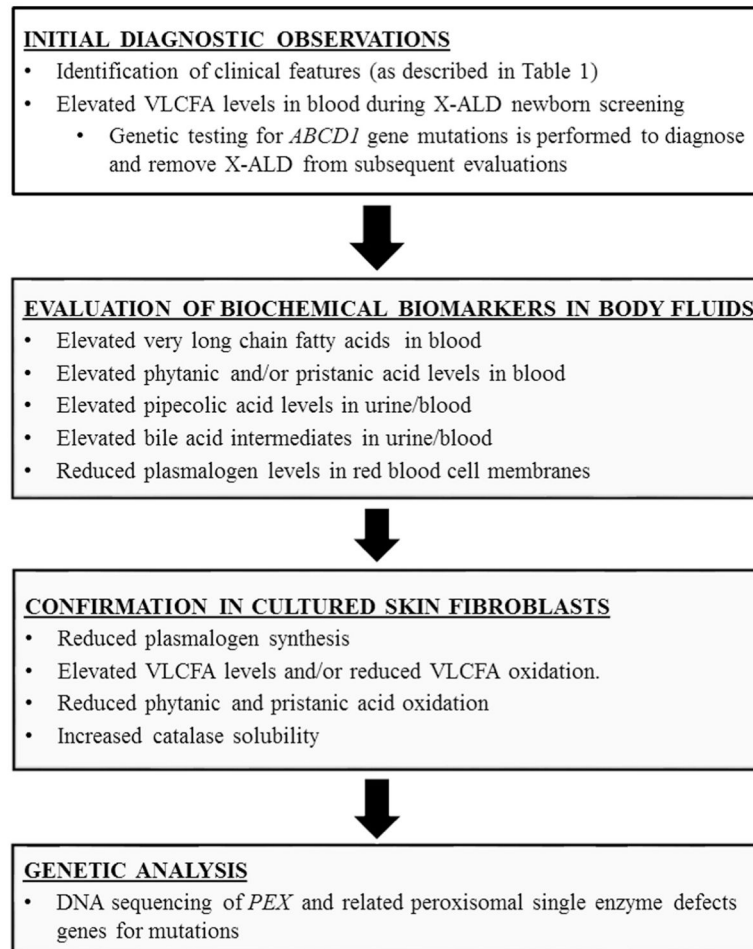 INITIAL DIAGNOSTIC OBSERVATIONS
• Identification of clinical features (as described in Table 1)
• Elevated VLCFA levels in blood during X-ALD newborn screening
• Genetic testing for ABCD1 gene mutations is performed to diagnose
and remove X-ALD from subsequent evaluations
EVALUATION OF BIOCHEMICAL BIOMARKERS IN BODY FLUIDS
• Elevated very long chain fatty acids in blood
• Elevated phytanic and/or pristanic acid levels in blood
• Elevated pipecolic acid levels in urine/blood
• Elevated bile acid intermediates in urine/blood
• Reduced plasmalogen levels in red blood cell membranes
CONFIRMATION IN CULTURED SKIN FIBROBLASTS
• Reduced plasmalogen synthesis
• Elevated VLCFA levels and/or reduced VLCFA oxidation.
• Reduced phytanic and pristanic acid oxidation
• Increased catalase solubility
GENETIC ANALYSIS
• DNA sequencing of PEX and related peroxisomal single enzyme defects
genes for mutations